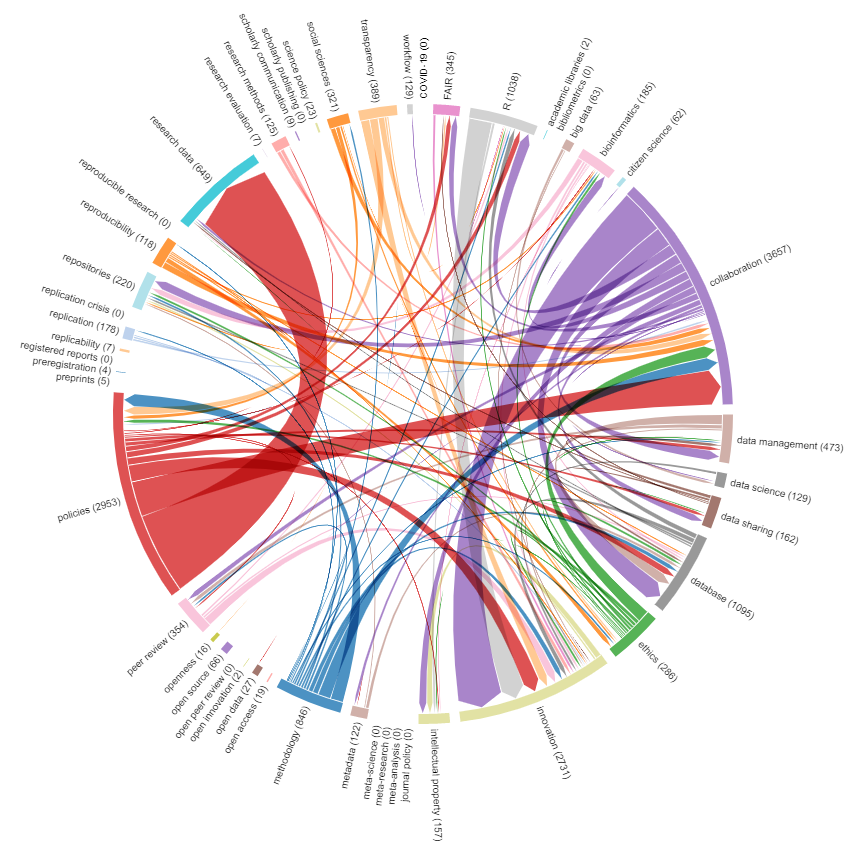 COVID-19 (0)
FAIR (345)
R (1038)
academic libraries (2)
bibliometrics (0)
big data (63)
bioinformatics (185)
citizen science (62)
collaboration (3657)
data management (473)
data science (129)
data sharing (162)
database (1095)
ethics (286)
innovation (2731)
intellectual property (157)
journal policy (0)
meta-analysis (0)
meta-research (0)
meta-science (0)
metadata (122)
methodology (846)
open access (19)
open data (27)
open innovation (2)
open peer review (0)
open source (66)
openness (16)
peer review (354)
policies (2953)
preprints (5)
preregistration (4)
registered reports (0)
replicability (7)
replication (178)
replication crisis (0)
repositories (220)
reproducibility (118)
reproducible research (0)
research data (649)
research evaluation (7)
research methods (125)
scholarly communication (9)
scholarly publishing (0)
science policy (23)
social sciences (321)
transparency (389)
workflow (129)